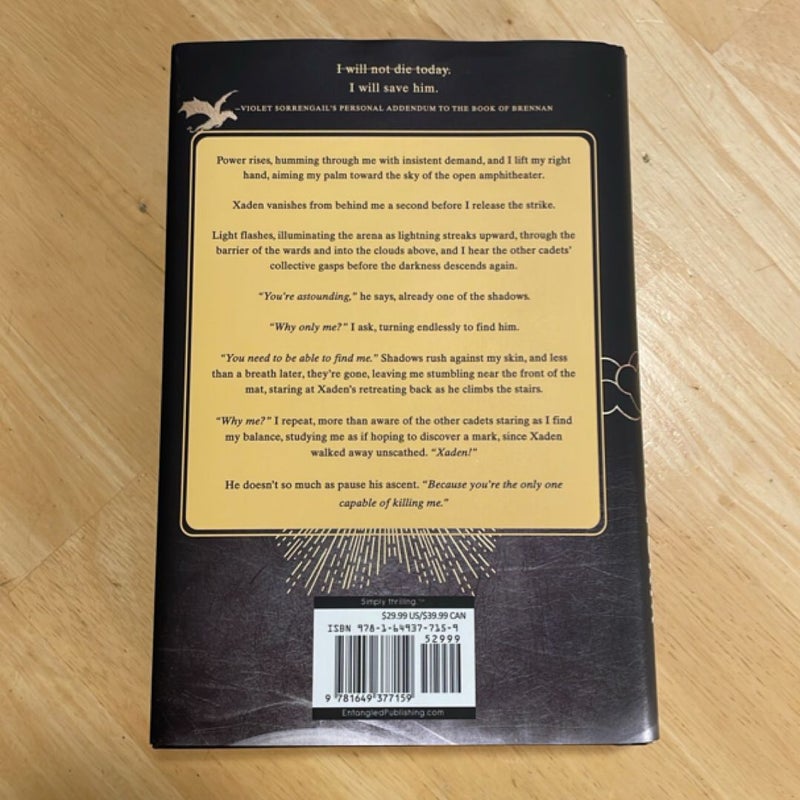 I will not die today.
I will save him.
–VIOLET SORRENGAIL'S PERSONAL ADDENDUM TO THE BOOK OF BRENNAN
Power rises, humming through me with insistent demand, and I lift my right
hand, aiming my palm toward the sky of the open amphitheater.
Xaden vanishes from behind me a second before I release the strike.
Light flashes, illuminating the arena as lightning streaks upward, through the
barrier of the wards and into the clouds above, and I hear the other cadets'
collective gasps before the darkness descends again.
“You're astounding,” he says, already one of the shadows.
“Why only me?” I ask, turning endlessly to find him.
“You need to be able to find me.” Shadows rush against my skin, and less
than a breath later, they're gone, leaving me stumbling near the front of the
mat, staring at Xaden's retreating back as he climbs the stairs.
“Why me?” I repeat, more than aware of the other cadets staring as I find
my balance, studying me as if hoping to discover a mark, since Xaden
walked away unscathed. “Xaden!”
He doesn't so much as pause his ascent. “Because you're the only one
capable of killing me.”
Simply thrilling.™
$29.99 US/$39.99 CAN
ISBN 978-1-64937-715-9
52999
9 781649 377159
EntangledPublishing.com